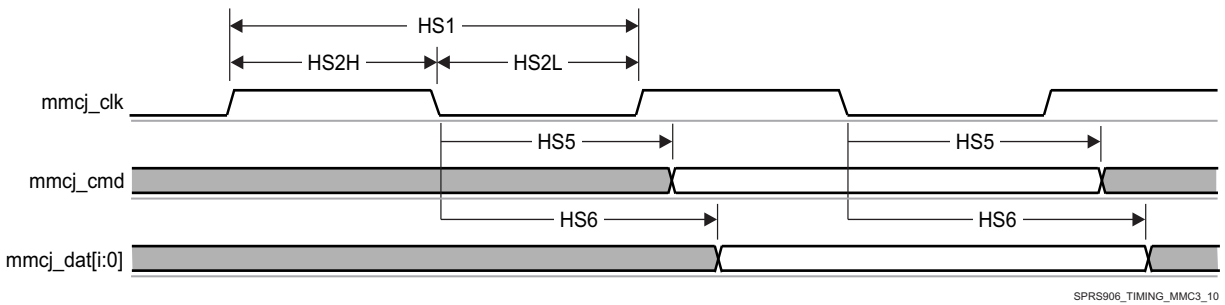 HS1
HS2H HS2L
mmcj_clk
HS5 HS5
mmcj_cmd
HS6 HS6
mmcj_dat[i:0]
SPRS906_TIMING_MMC3_10